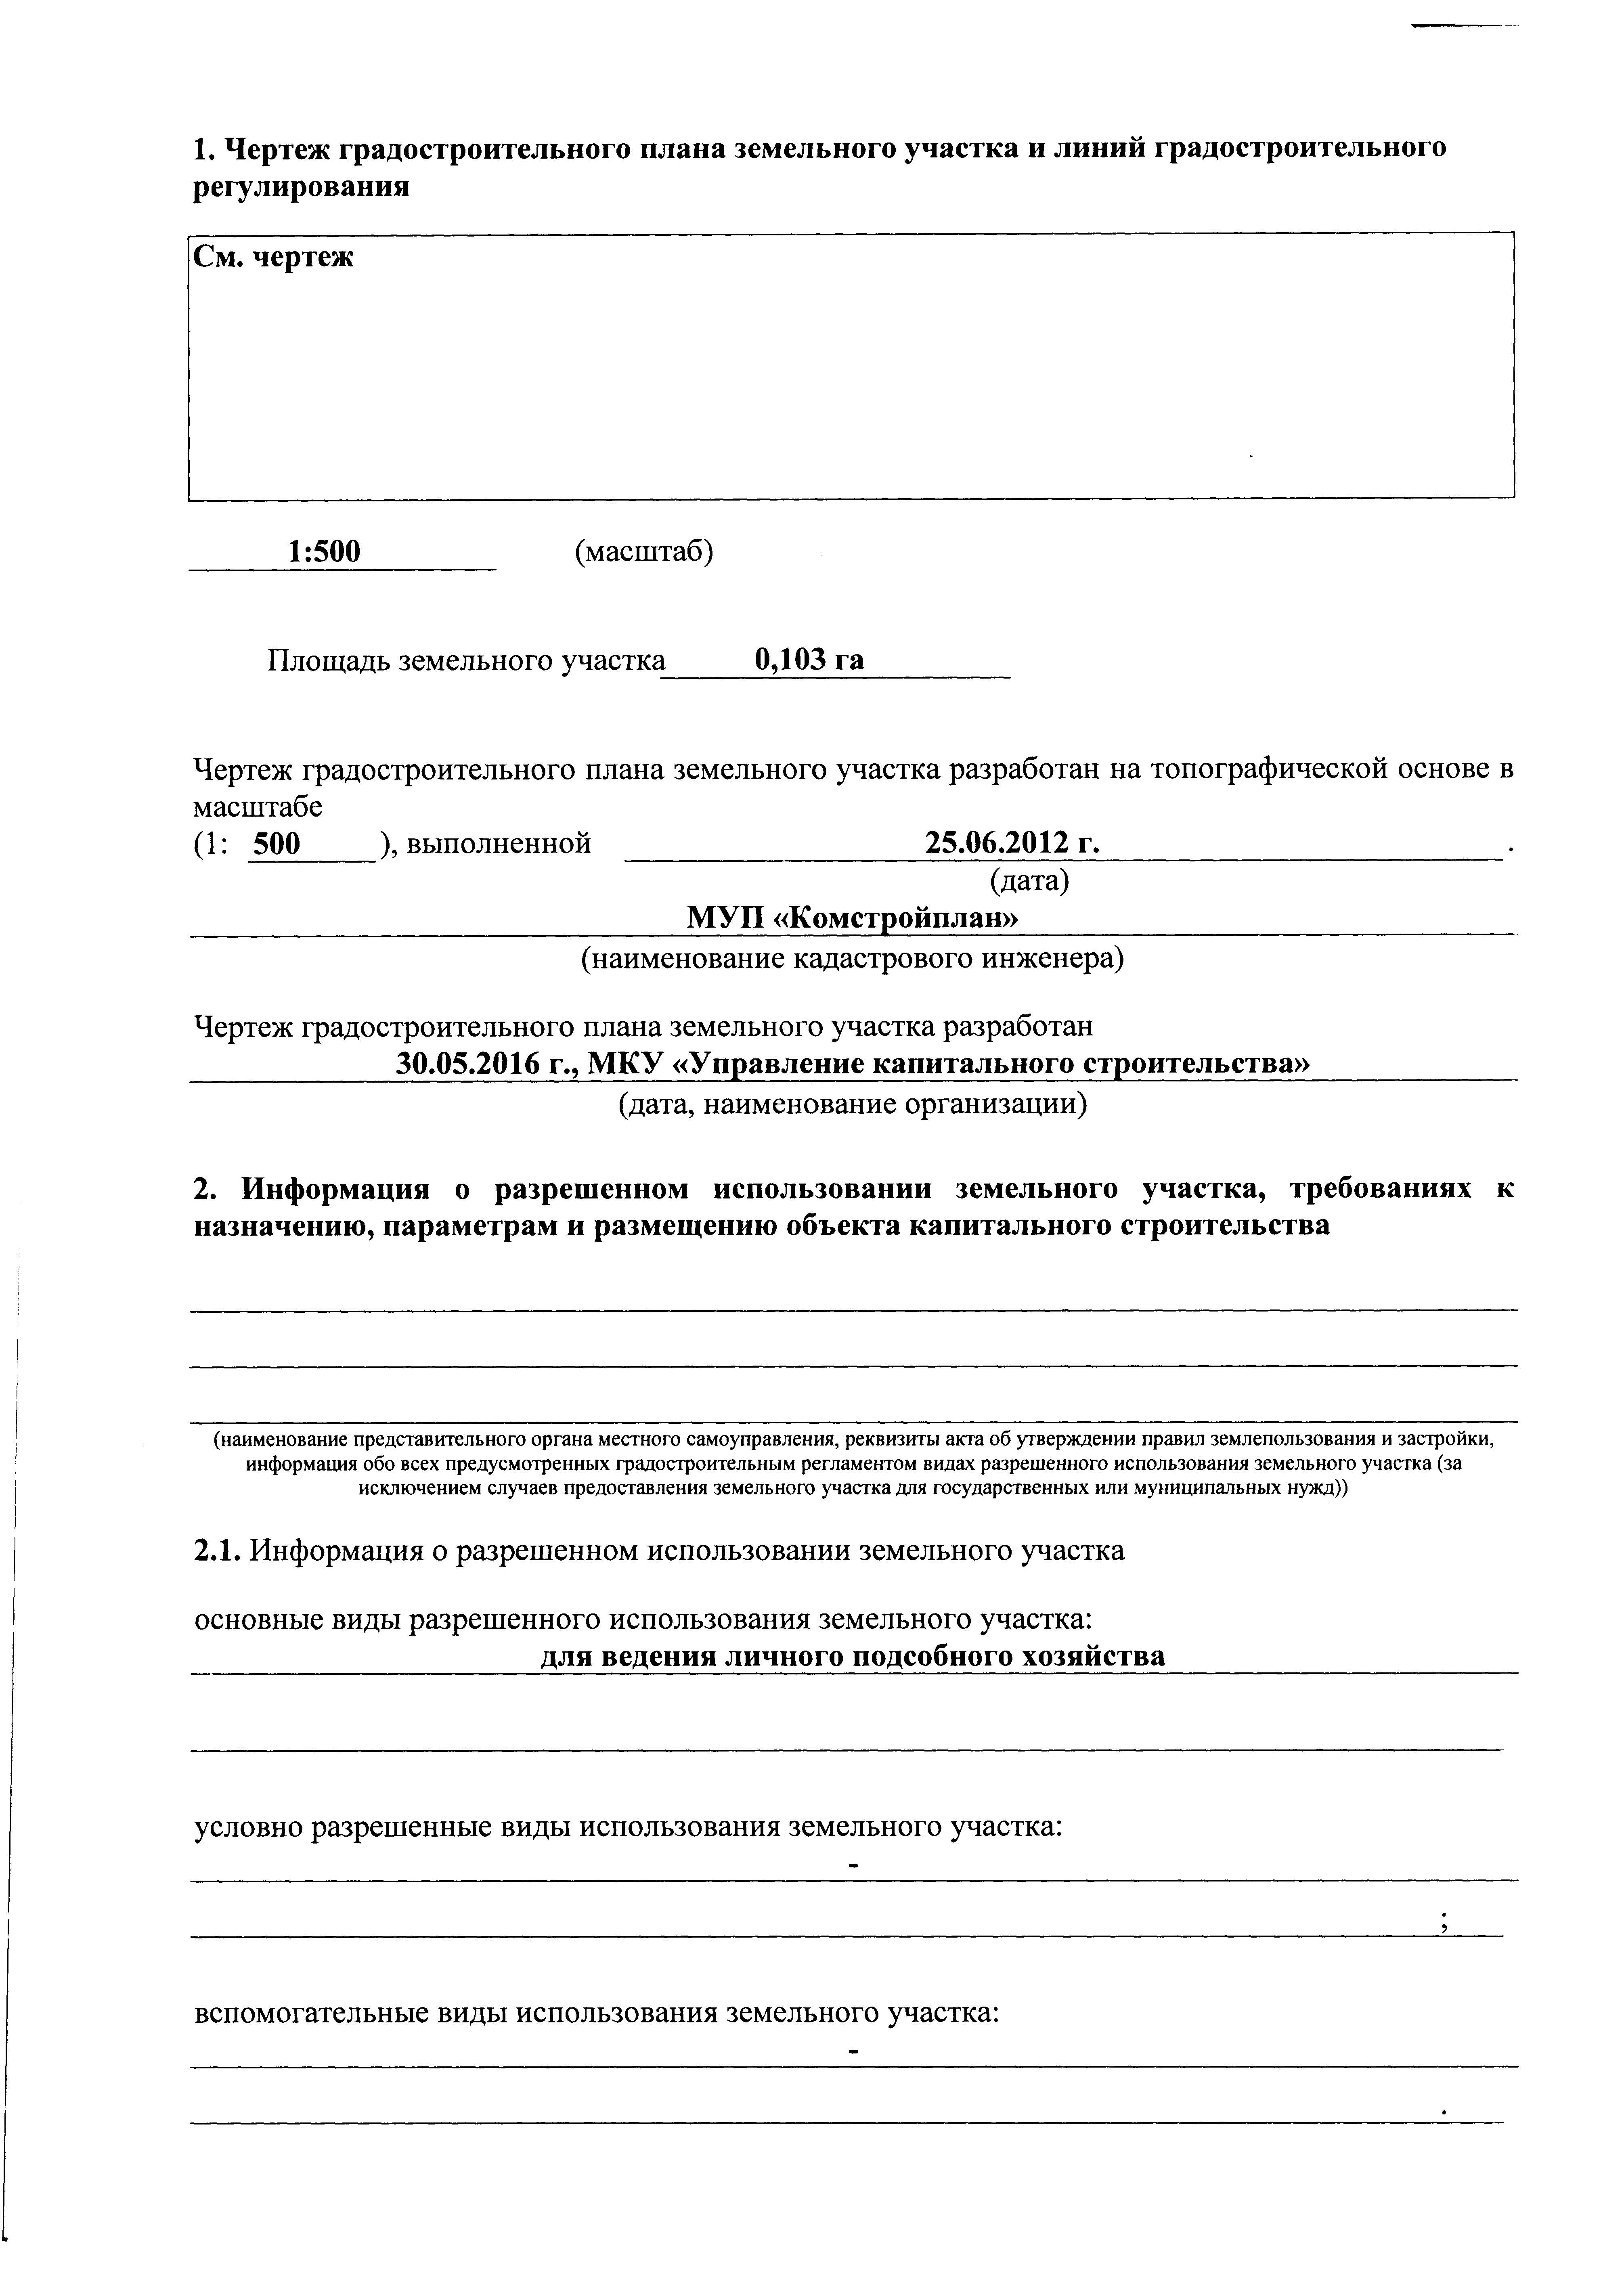 1. Чертеж градостроительного плана земельного участка и линий градостроительного
регулирования
См. чертеж
1:500 (масштаб)
Площадь земельного участка 0,103 га
Чертеж градостроительного плана земельного участка разработан на топографической основе в
масштабе
(1: 500 ), выполненной 25.06.2012 г. .
(дата)
МУП «Комстройплан»
(наименование кадастрового инженера)
Чертеж градостроительного плана земельного участка разработан
30.05.2016 г., МКУ «Управление капитального строительства»
(дата, наименование организации)
2. Информация о разрешенном использовании земельного участка, требованиях к
назначению, параметрам и размещению объекта капитального строительства
(наименование представительного органа местного самоуправления, реквизиты акта об утверждении правил землепользования и застройки,
информация обо всех предусмотренных градостроительным регламентом видах разрешенного использования земельного участка (за
исключением случаев предоставления земельного участка для государственных или муниципальных нужд))
2.1. Информация о разрешенном использовании земельного участка
основные виды разрешенного использования земельного участка:
для ведения личного подсобного хозяйства
условно разрешенные виды использования земельного участка:
-
;
вспомогательные виды использования земельного участка:
-
.